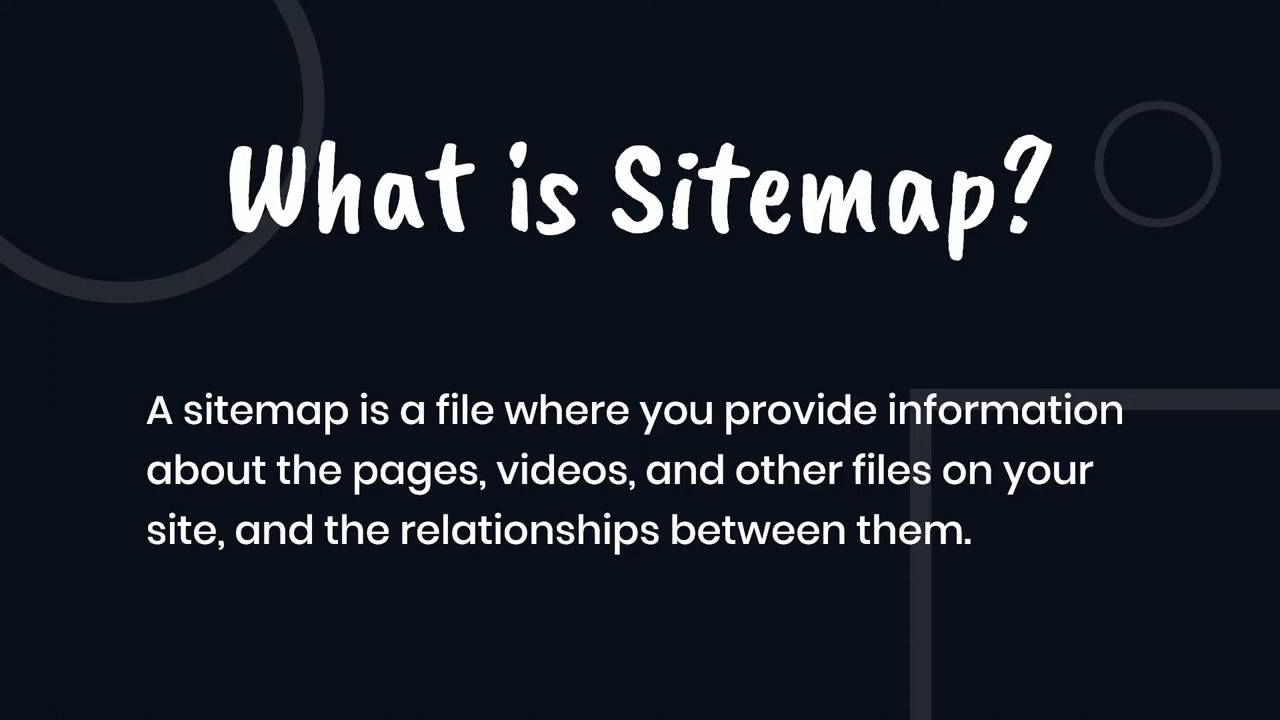 What is Sitemap?
A sitemap is a file where you provide information
about the pages, videos, and other files on your
site, and the relationships between them.